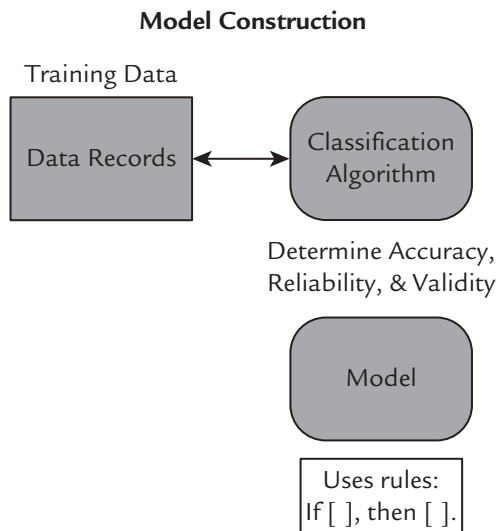 Model Construction
Training Data
Data Records
Classification
Algorithm
Determine Accuracy,
Reliability, & Validity
Model
Uses rules:
If [ ], then [ ].